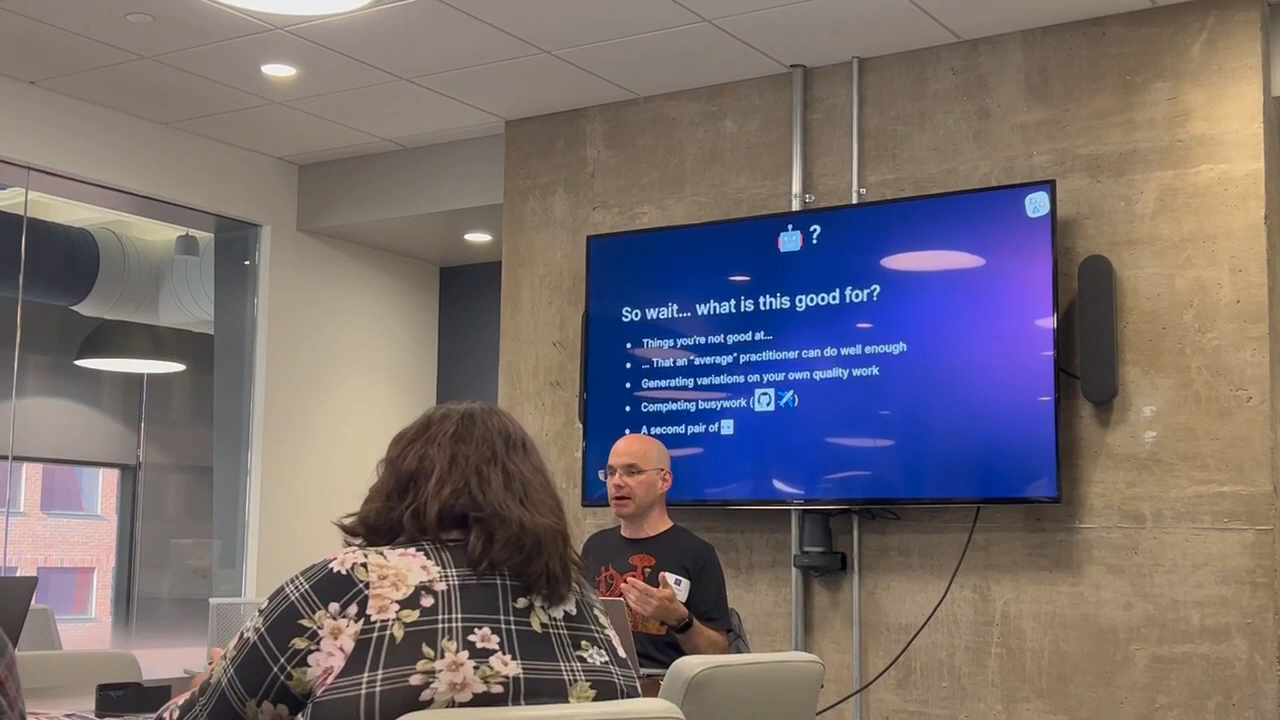 ?
So wait... what is this good for?
Things you're not good at...
... That an "average" practitioner can do well enough
Generating variations on your own quality work
Completing busywork ( )
A second pair of